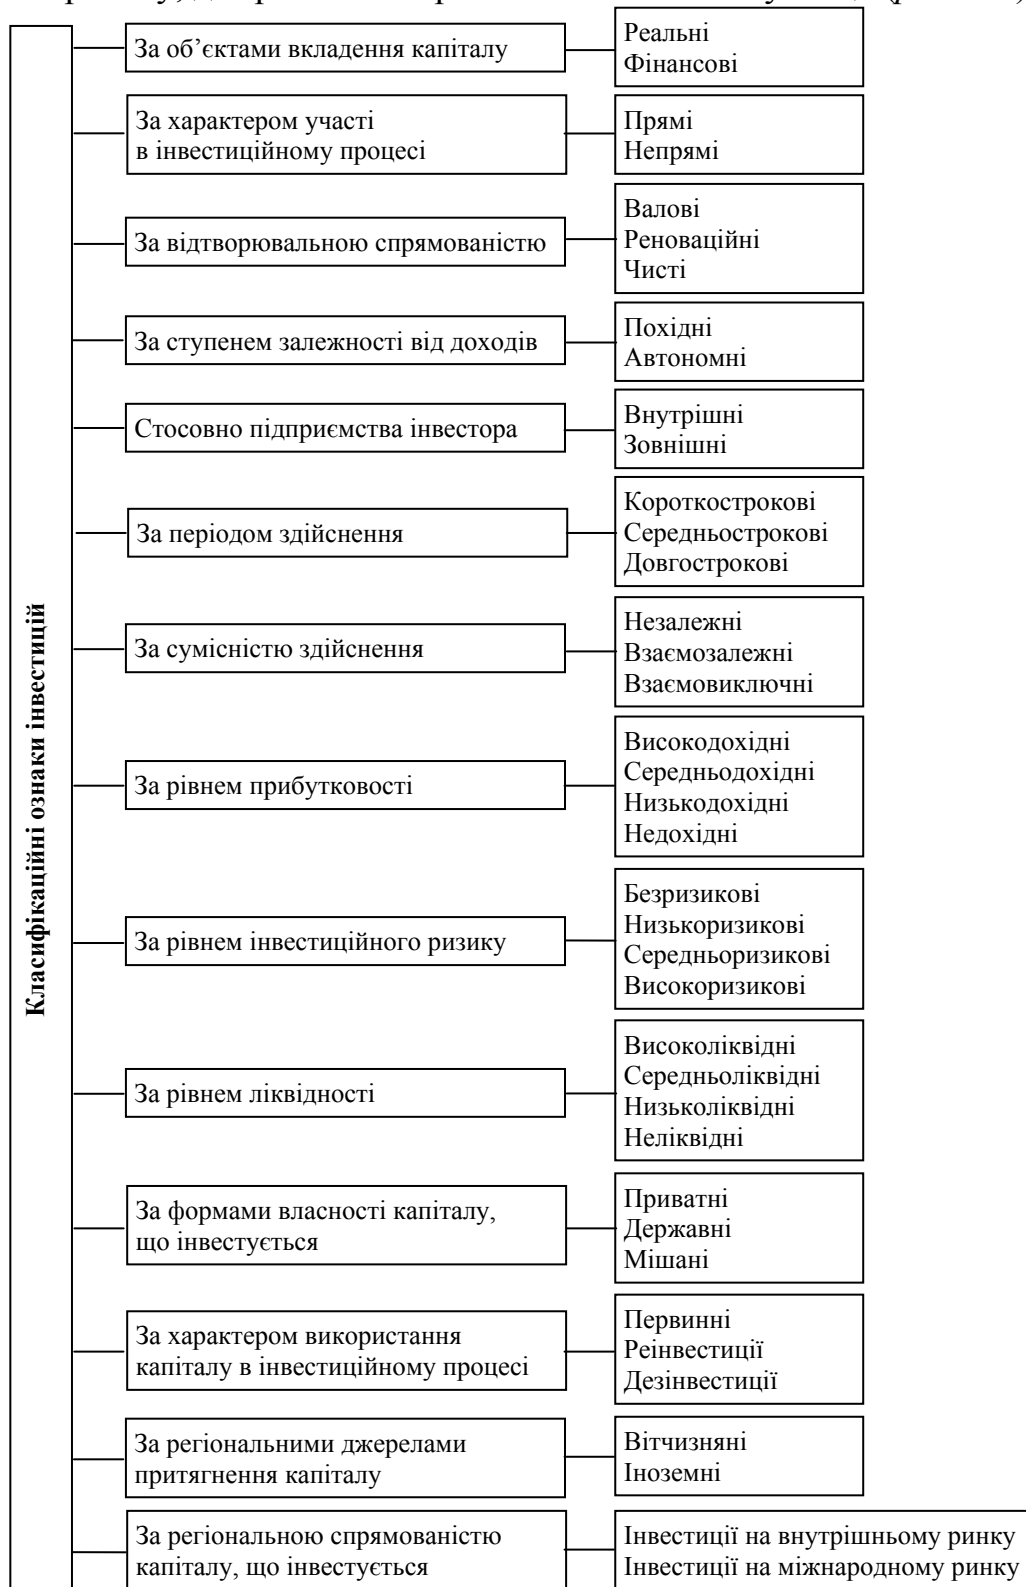 Класифікаційні ознаки інвестицій
За об’єктами вкладення капіталу
Реальні
Фінансові
За характером участі
в інвестиційному процесі
Прямі
Непрямі
За відтворювальною спрямованістю
Валові
Реноваційні
Чисті
За ступенем залежності від доходів
Похідні
Автономні
Стосовно підприємства інвестора
Внутрішні
Зовнішні
За періодом здійснення
Короткострокові
Середньострокові
Довгострокові
За сумісністю здійснення
Незалежні
Взаємозалежні
Взаємовиключні
За рівнем прибутковості
Високодохідні
Середньодохідні
Низькодохідні
Недохідні
За рівнем інвестиційного ризику
Безризикові
Низькоризикові
Середньоризикові
Високоризикові
За рівнем ліквідності
Високоліквідні
Середньоліквідні
Низьколіквідні
Неліквідні
За формами власності капіталу,
що інвестується
Приватні
Державні
Мішані
За характером використання
капіталу в інвестиційному процесі
Первинні
Реінвестиції
Дезінвестиції
За регіональними джерелами
притягнення капіталу
Вітчизняні
Іноземні
За регіональною спрямованістю
капіталу, що інвестується
Інвестиції на внутрішньому ринку
Інвестиції на міжнародному ринку